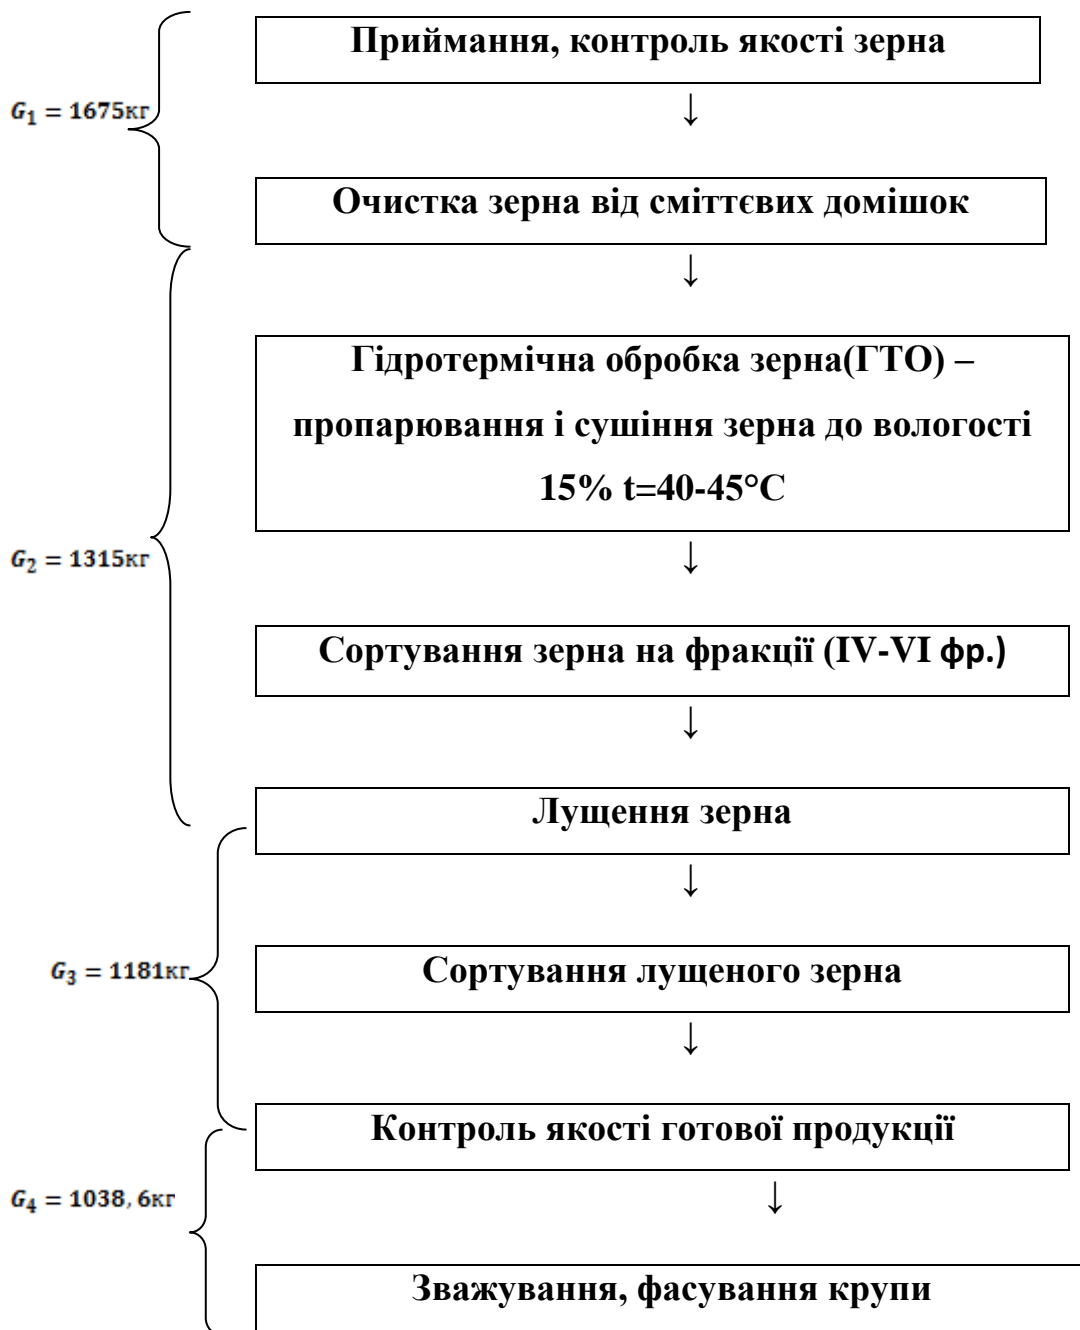 Приймання, контроль якості зерна
G₁ = 1675кг
↓
Очистка зерна від сміттєвих домішок
↓
Гідротермічна обробка зерна(ГТО) –
пропарювання і сушіння зерна до вологості
15% t=40-45°С
G₂ = 1315кг
↓
Сортування зерна на фракції (IV-VI фр.)
↓
Лущення зерна
↓
G₃ = 1181кг
Сортування лущеного зерна
↓
Контроль якості готової продукції
G₄ = 1038, 6кг
↓
Зважування, фасування крупи